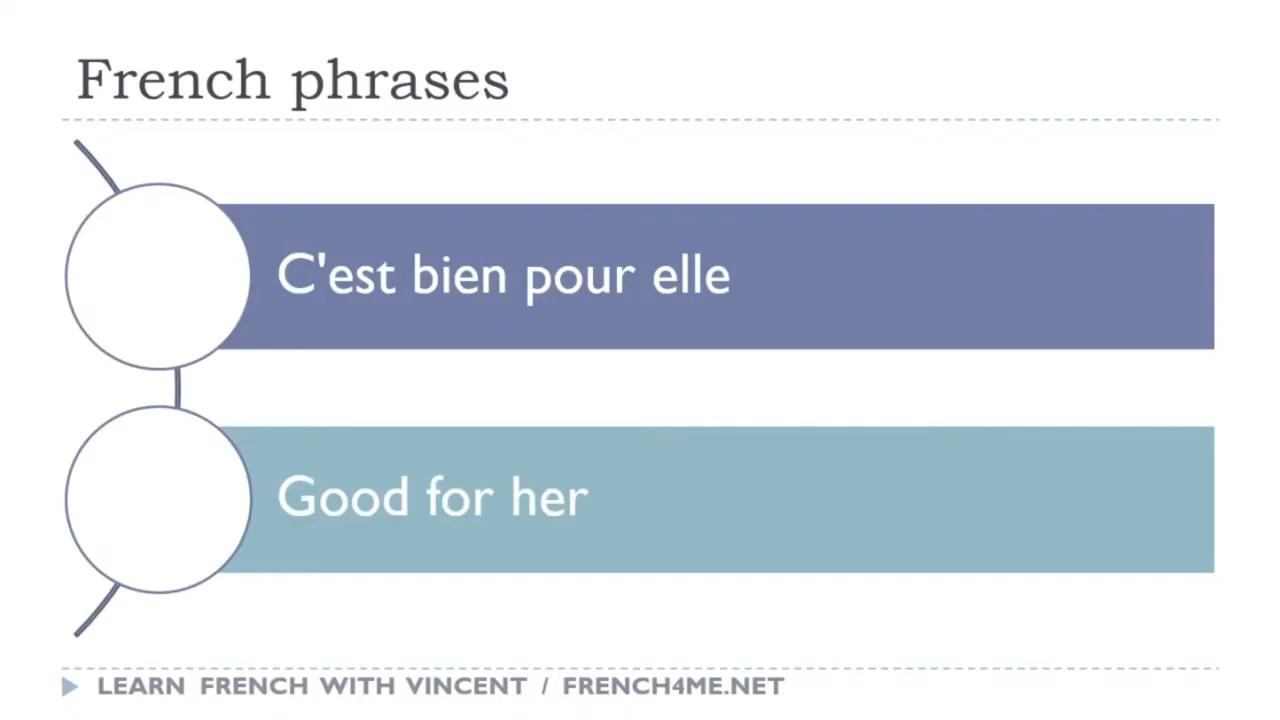 French phrases
C'est bien pour elle
Good for her
LEARN FRENCH WITH VINCENT / FRENCH4ME.NET